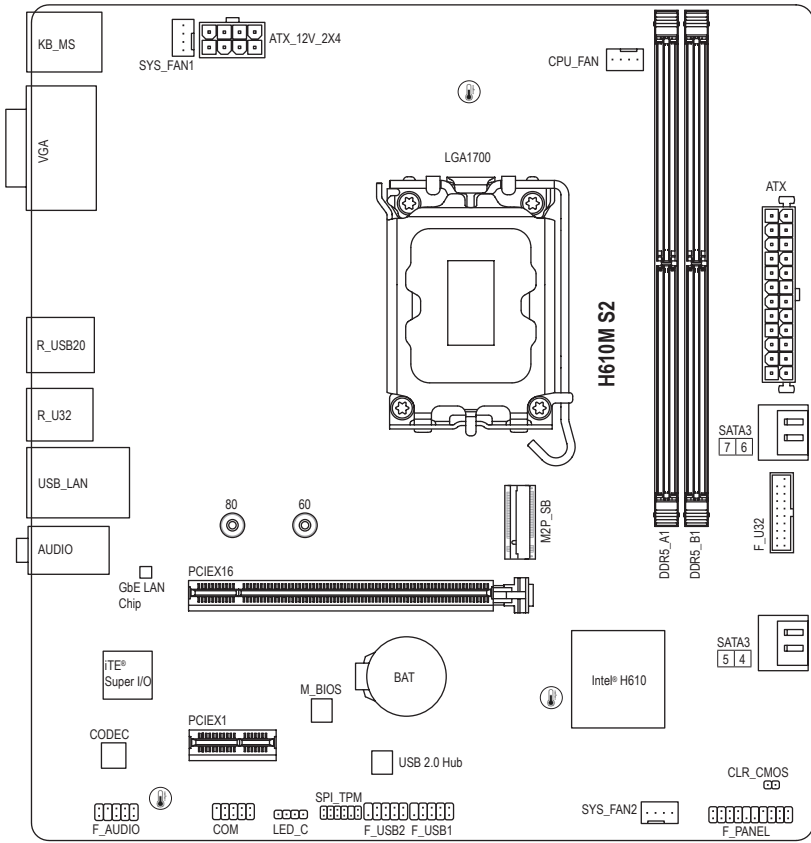 KB_MS
SYS_FAN1
ATX_12V_2X4
CPU_FAN
VGA
LGA1700
ATX
R_USB20
H610M S2
R_U32
SATA3
7 6
USB_LAN
80
60
M2P_SB
F_U32
AUDIO
DDR5_A1
DDR5_B1
GbE LAN
Chip
PCIEX16
SATA3
5 4
iTE®
Super I/O
BAT
Intel® H610
M_BIOS
PCIEX1
CODEC
USB 2.0 Hub
CLR_CMOS
SPI_TPM
SYS_FAN2
F_AUDIO
COM
LED_C
F_USB2
F_USB1
F_PANEL